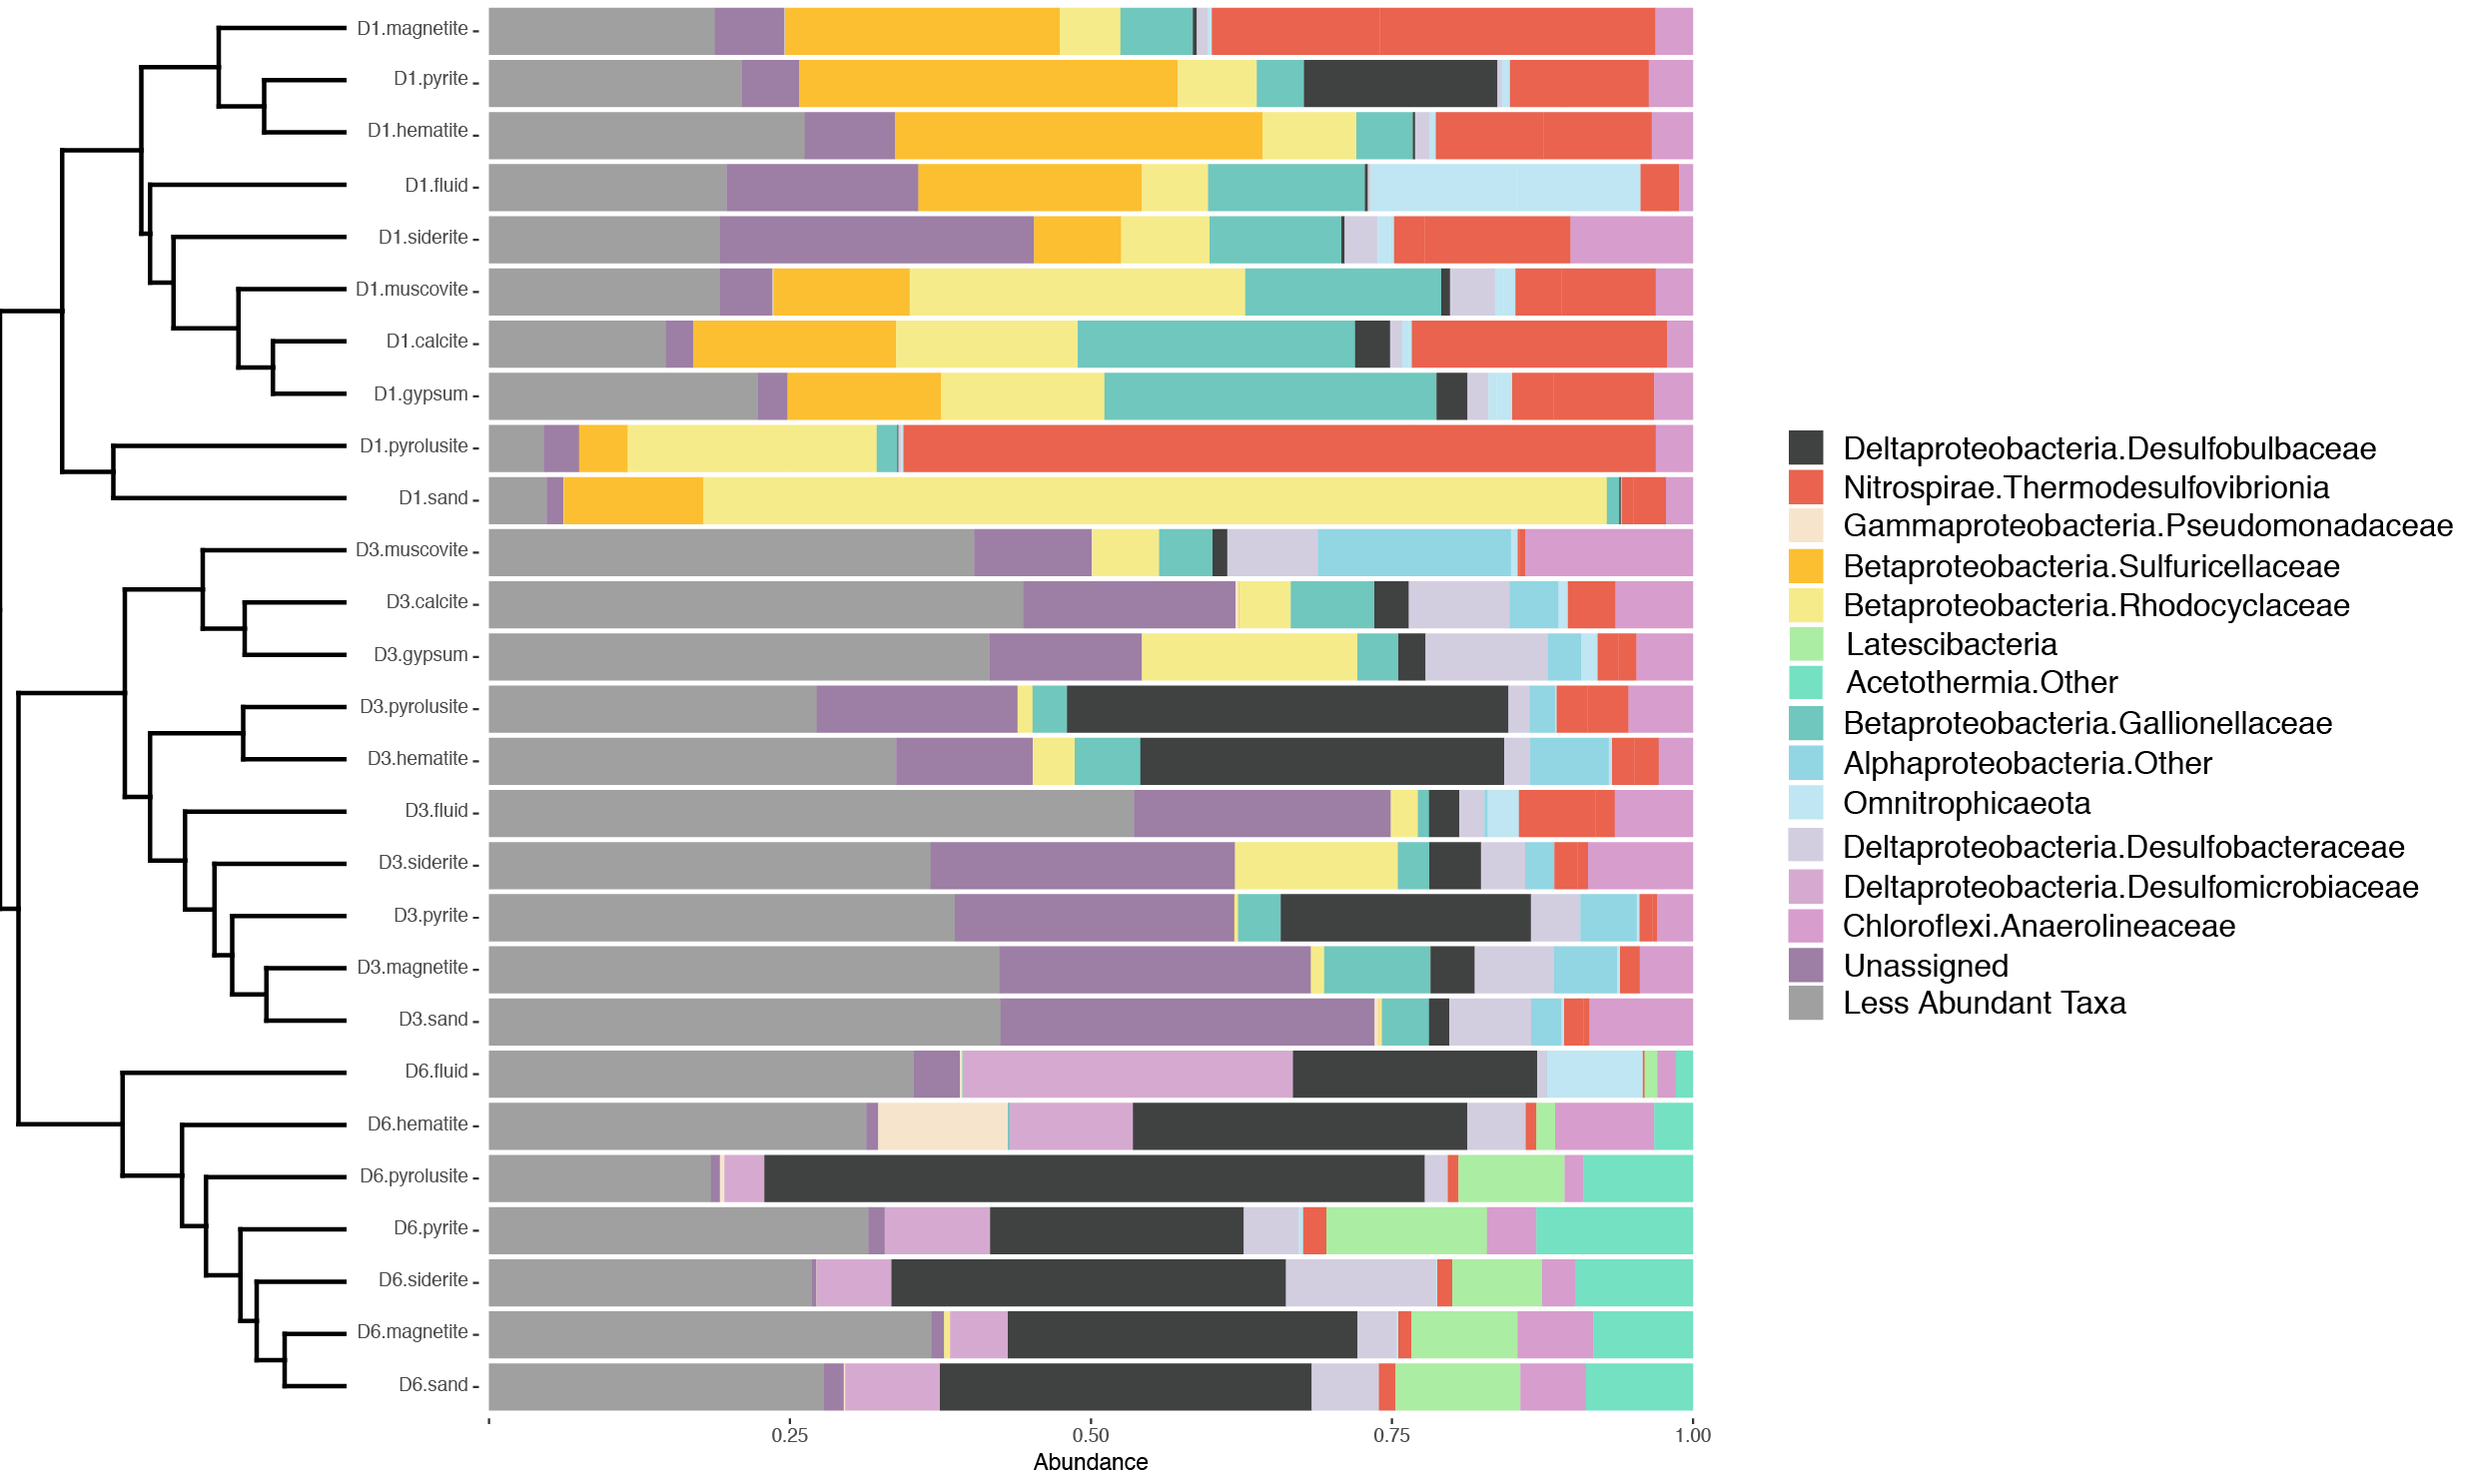 D1.magnetite
D1.pyrite
D1.hematite
D1.fluid
D1.siderite
D1.muscovite
D1.calcite
D1.gypsum
D1.pyrolusite
D1.sand
D3.muscovite
D3.calcite
D3.gypsum
D3.pyrolusite
D3.hematite
D3.fluid
D3.siderite
D3.pyrite
D3.magnetite
D3.sand
D6.fluid
D6.hematite
D6.pyrolusite
D6.pyrite
D6.siderite
D6.magnetite
D6.sand
0.25 0.50 0.75 1.00
Abundance
Deltaproteobacteria.Desulfobulbaceae
Nitrospirae.Thermodesulfovibrionia
Gammaproteobacteria.Pseudomonadaceae
Betaproteobacteria.Sulfuricellaceae
Betaproteobacteria.Rhodocyclaceae
Latescibacteria
Acetothermia.Other
Betaproteobacteria.Gallionellaceae
Alphaproteobacteria.Other
Omnitrophicaeota
Deltaproteobacteria.Desulfobacteraceae
Deltaproteobacteria.Desulfomicrobiaceae
Chloroflexi.Anaerolineaceae
Unassigned
Less Abundant Taxa